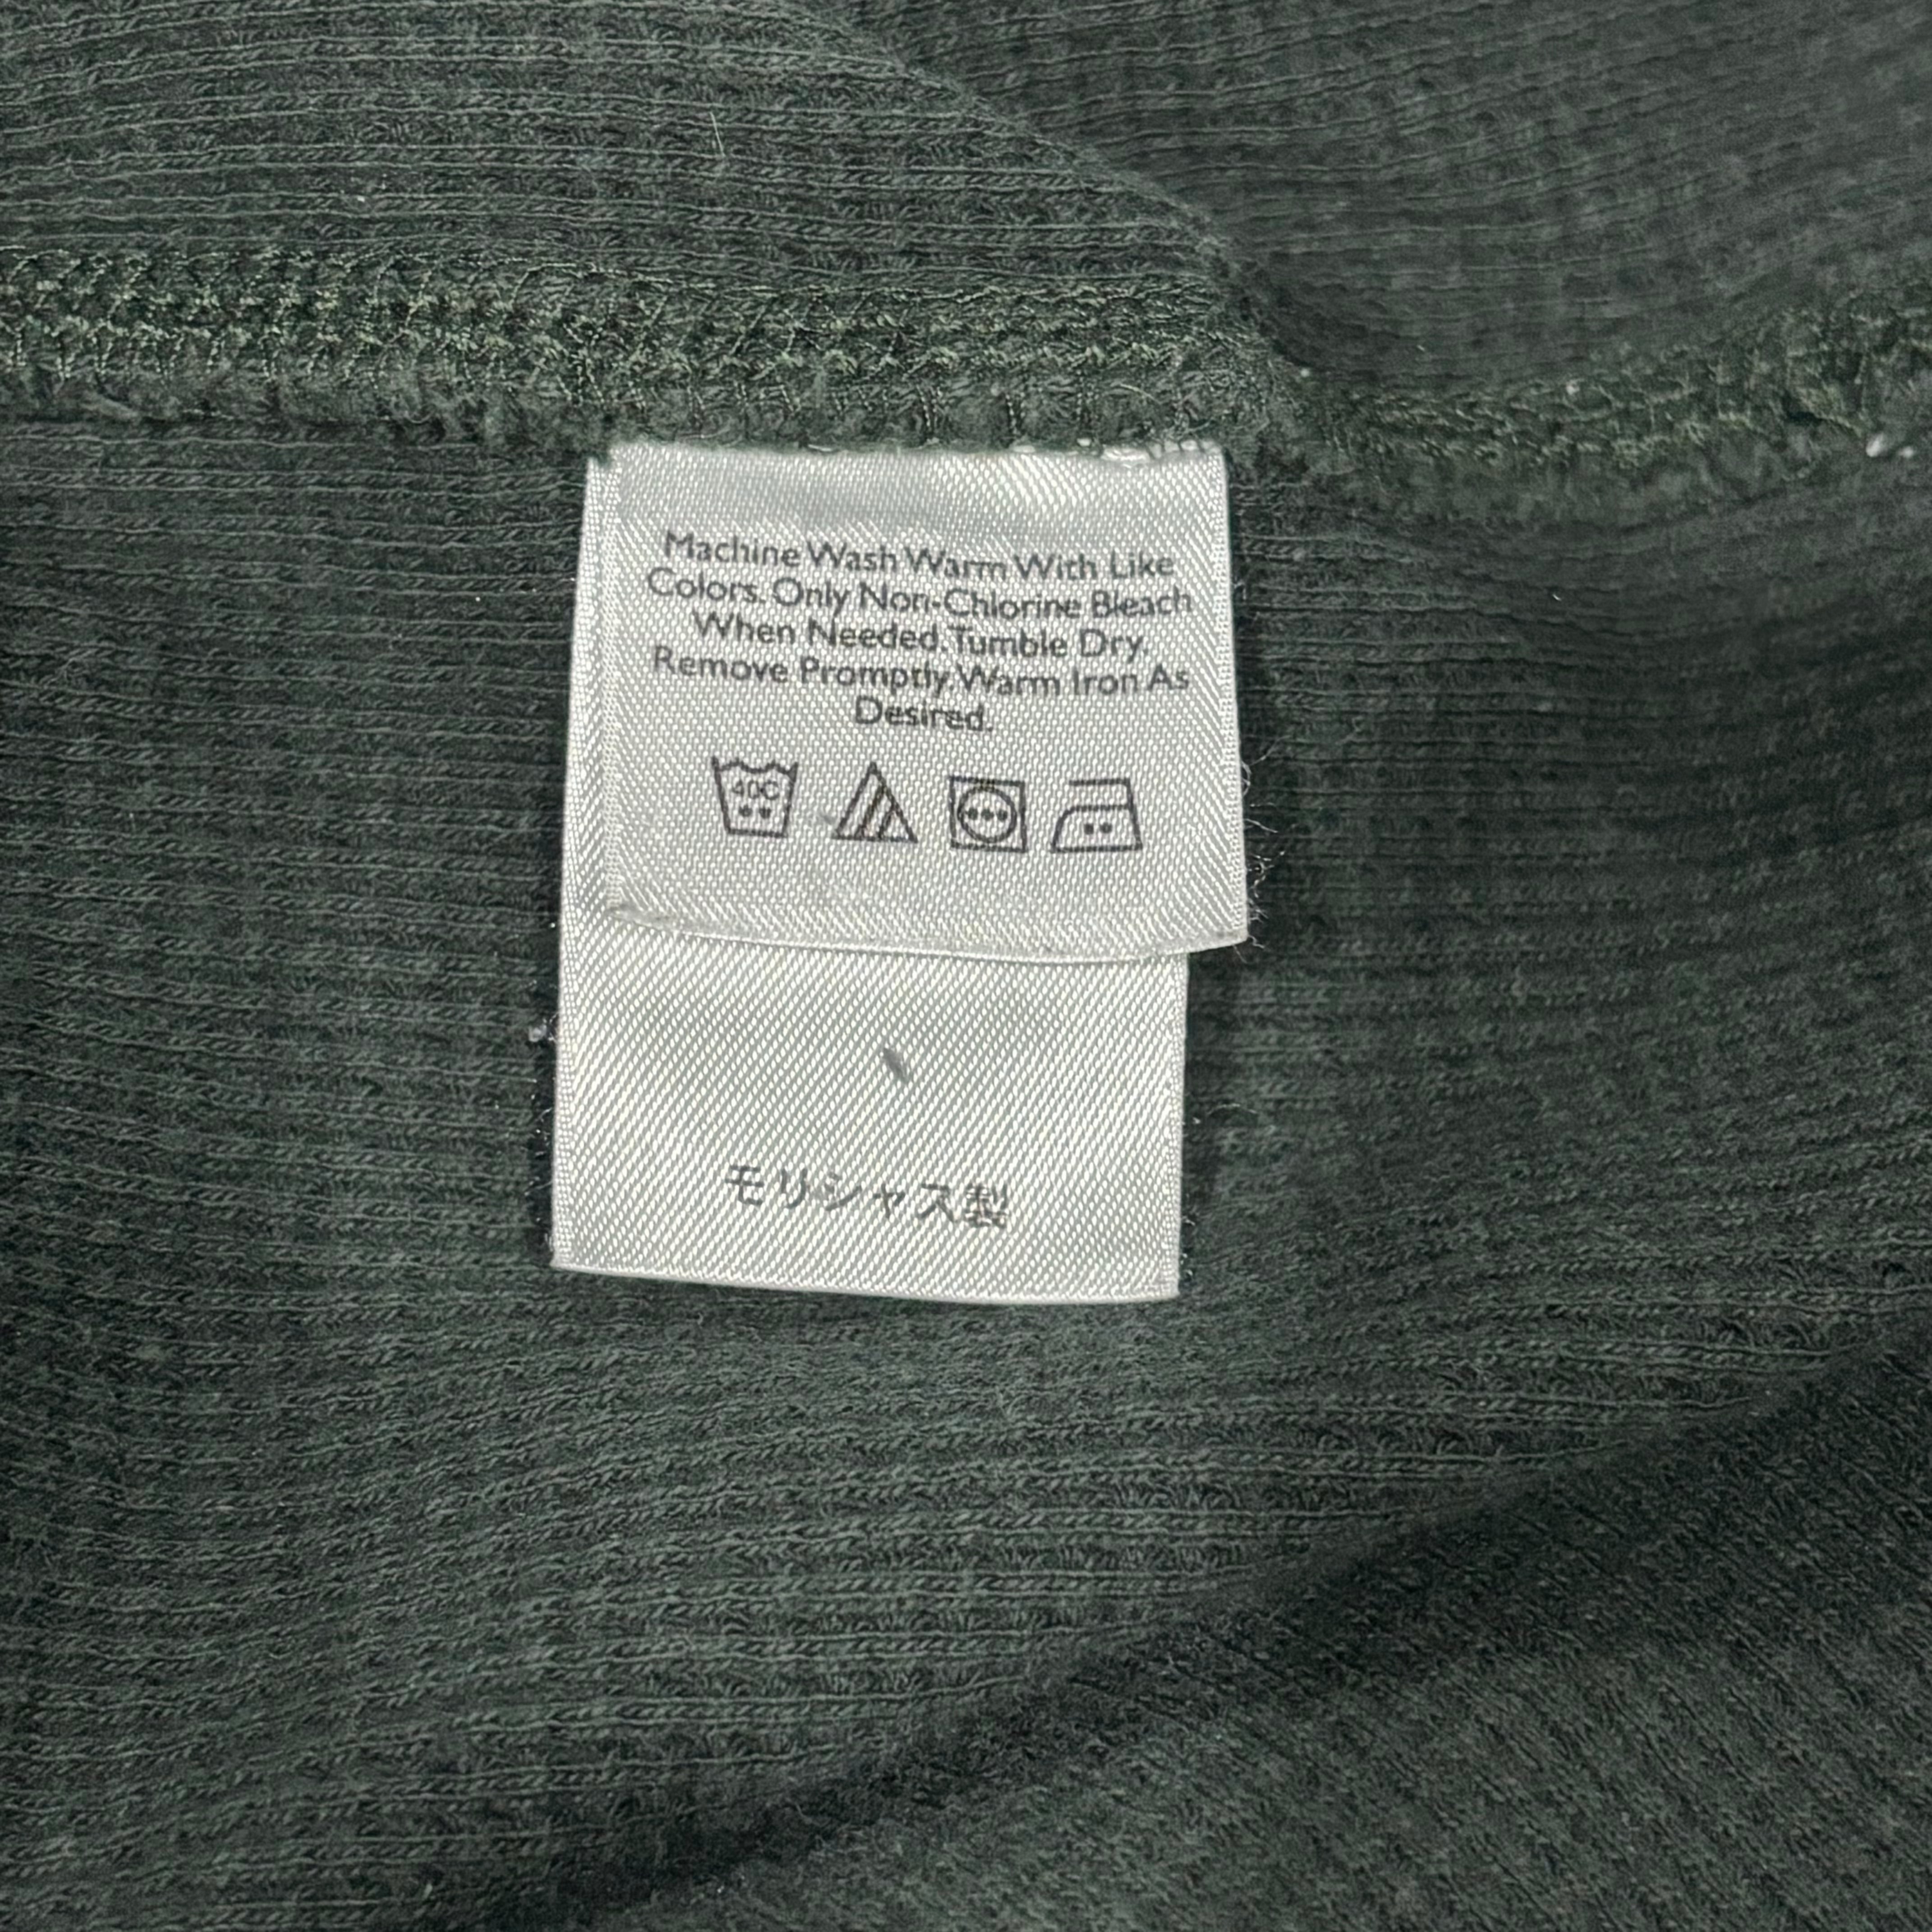 Machine Wash Warm With Like
Colors. Only Non-Chlorine Bleach
When Needed. Tumble Dry.
Remove Promptly. Warm Iron As
Desired.
40C
モリシャス製